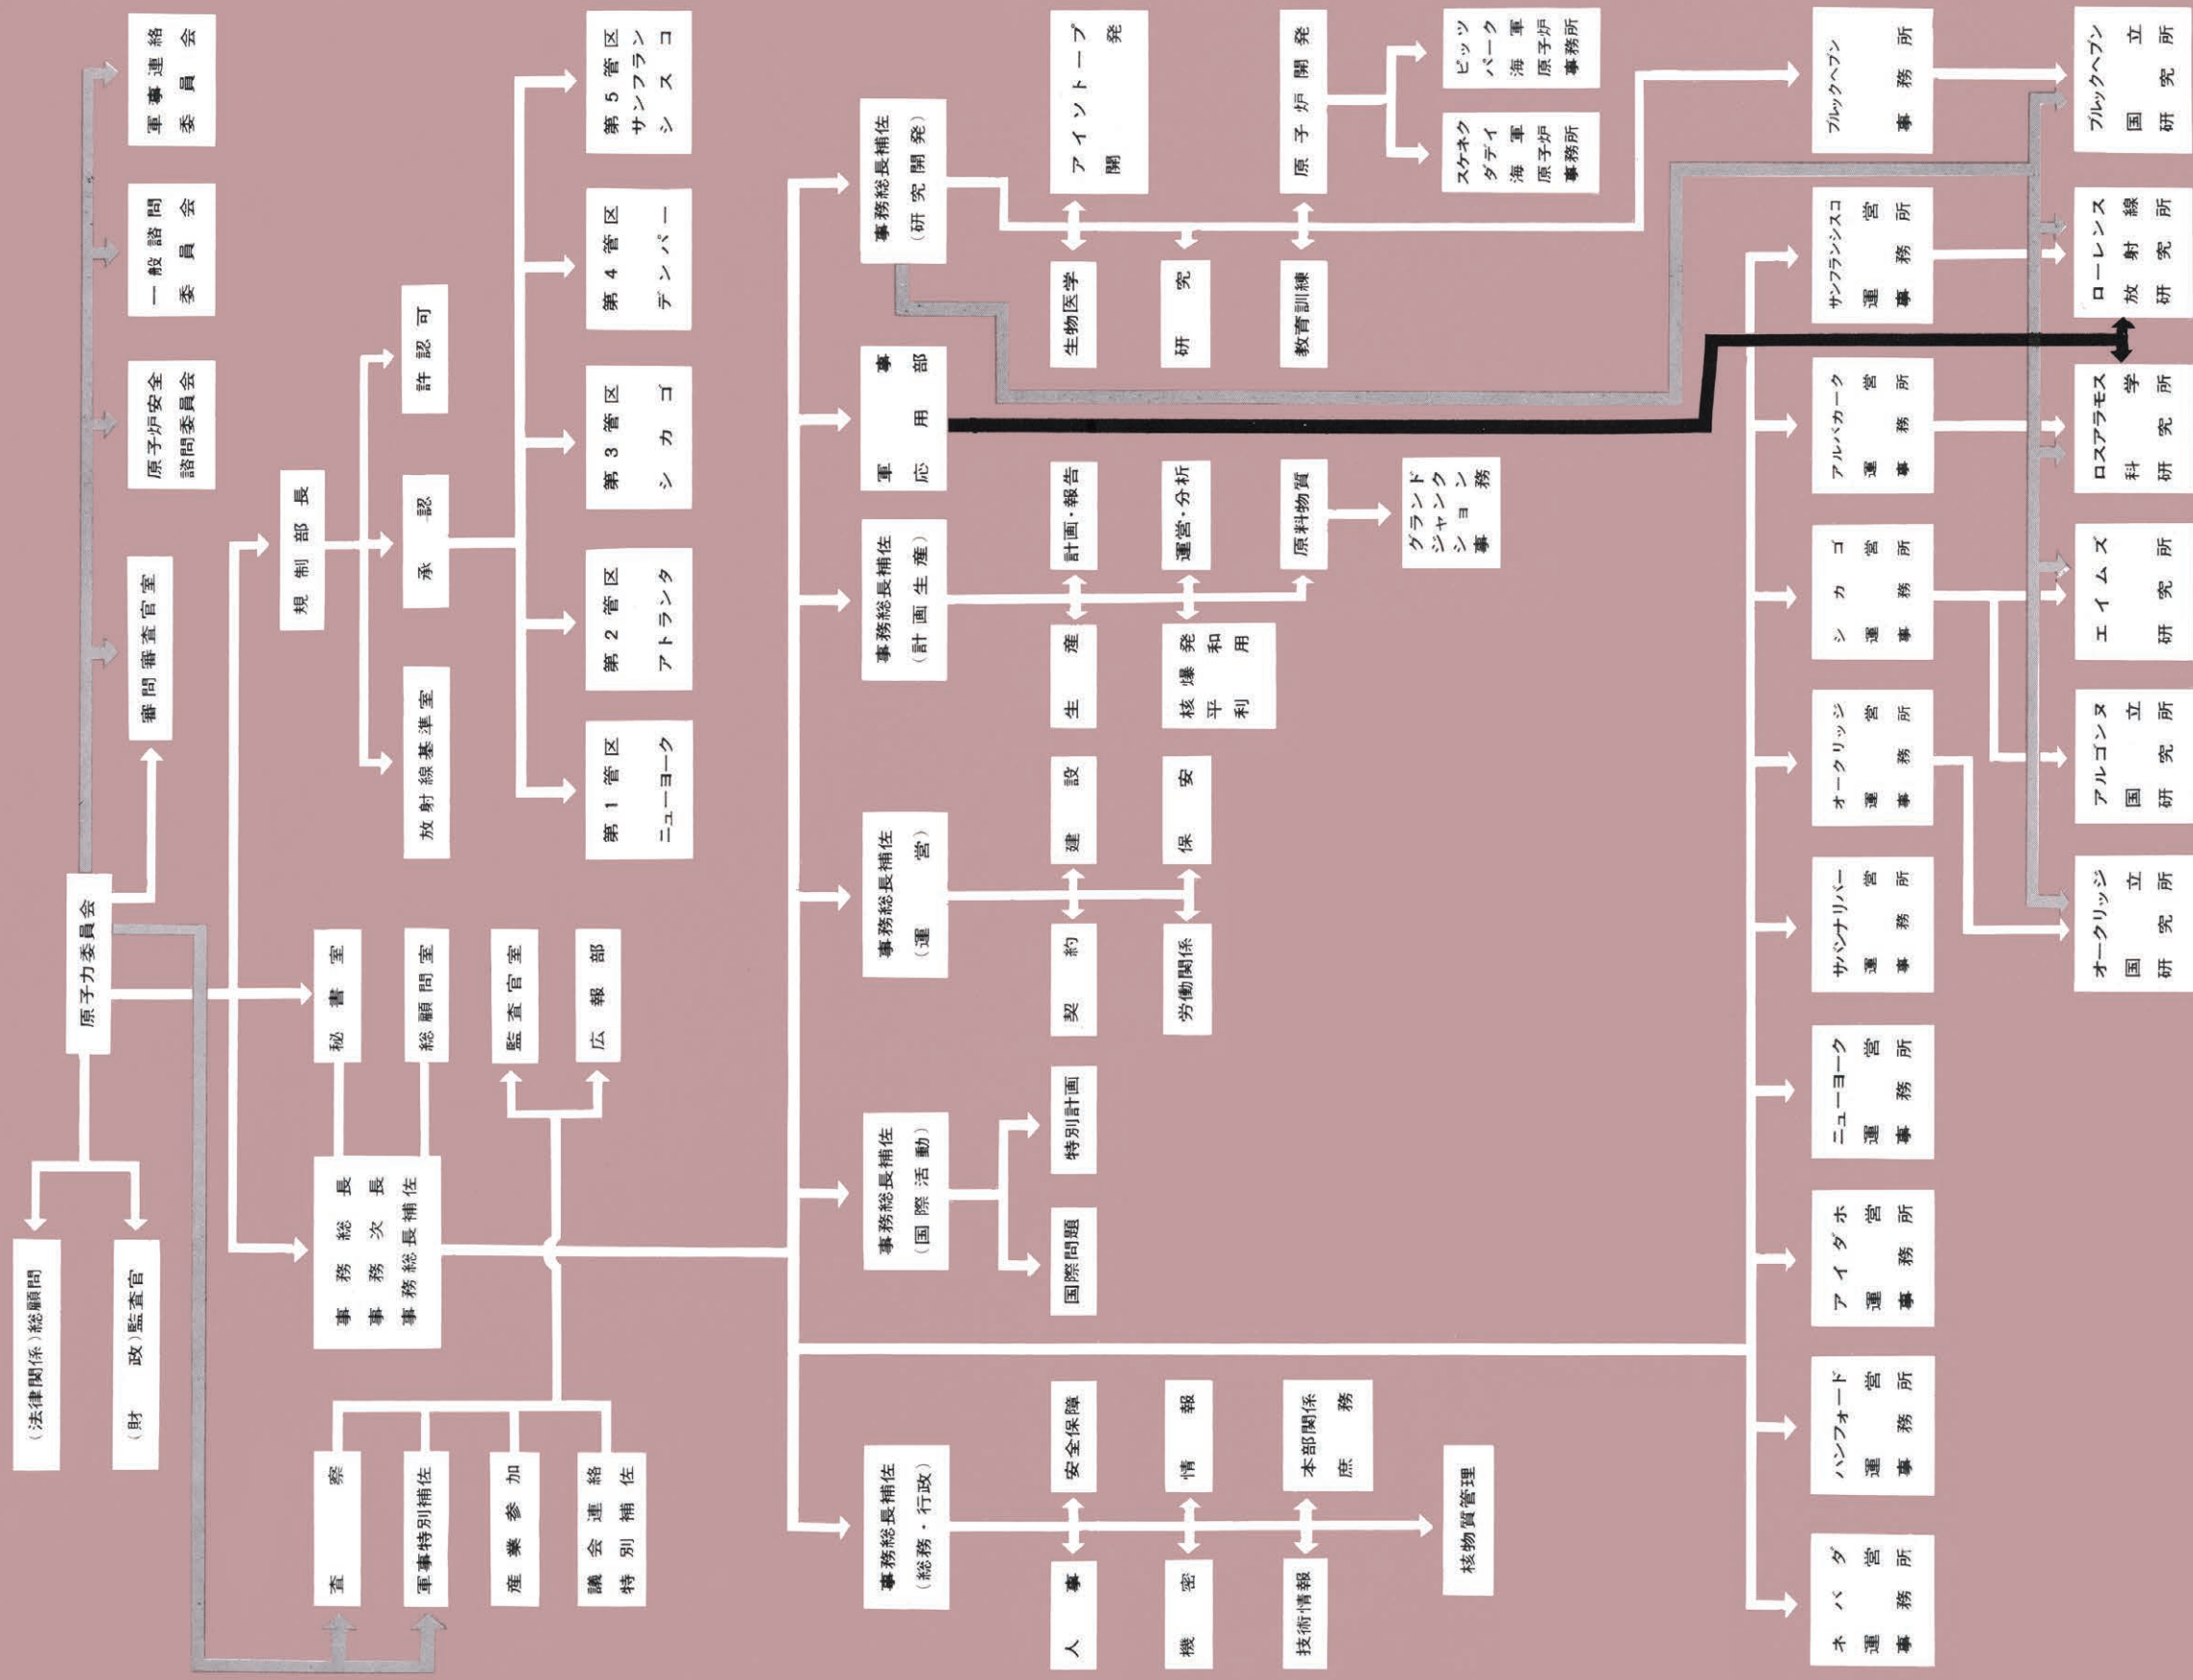 原子力委員会
(法律関係)総顧問
(財政)監査官
審問審査官室
原子炉安全
諮問委員会
一般諮問
委員会
軍事連絡
委員会
規制部長
放射線基準室
承認
許認可
第1管区
ニューヨーク
第2管区
アトランタ
第3管区
シカゴ
第4管区
デンバー
第5管区
サンフラン
シスコ
事務総長
事務次長
事務総長補佐
秘書室
総顧問室
監査官室
広報部
査察
軍事特別補佐
産業参加
議会連絡
特別補佐
事務総長補佐
(総務・行政)
人事
安全保障
機密
情報
技術情報
本部関係
庶務
核物質管理
事務総長補佐
(国際活動)
国際問題
特別計画
事務総長補佐
(運営)
契約
建設
労働関係
保安
事務総長補佐
(計画生産)
生産
計画・報告
核爆発
平和
利用
運営・分析
原料物質
グランド
ジャンク
ション
事務
軍事
応用部
事務総長補佐
(研究開発)
生物医学
アイソトープ
開発
研究
教育訓練
原子炉開発
スケネク
タデイ
海軍
原子炉
事務所
ピッツ
バーク
海軍
原子炉
事務所
ネバダ
運営
事務所
ハンフォード
運営
事務所
アイダホ
運営
事務所
ニューヨーク
運営
事務所
サバンナリバー
運営
事務所
オークリッジ
運営
事務所
シカゴ
運営
事務所
アルバカーク
運営
事務所
サンフランシスコ
運営
事務所
ブルックヘブン
事務所
オークリッジ
国立
研究所
アルゴンヌ
国立
研究所
エイムズ
研究所
ロスアラモス
科学
研究所
ローレンス
放射線
研究所
ブルックヘブン
国立
研究所